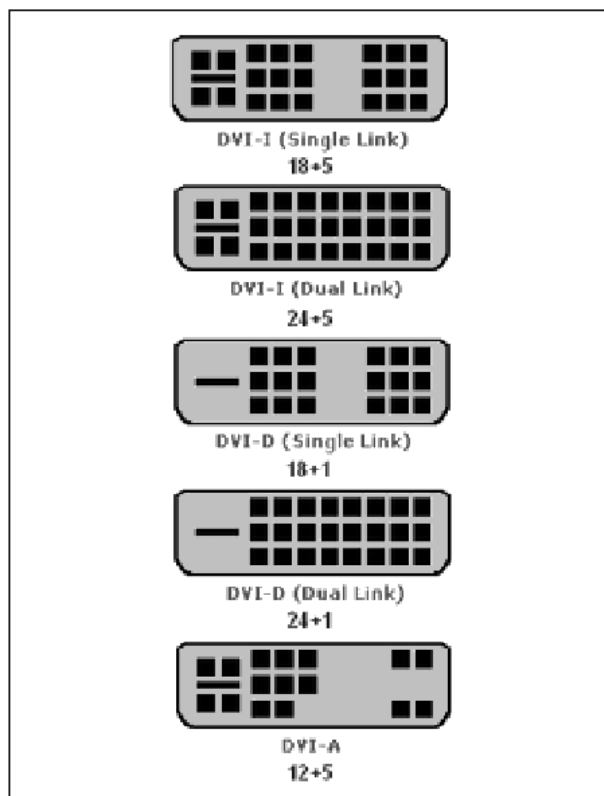 DVI-I (Single Link)
18+5
DVI-I (Dual Link)
24+5
DVI-D (Single Link)
18+1
DVI-D (Dual Link)
24+1
DVI-A
12+5